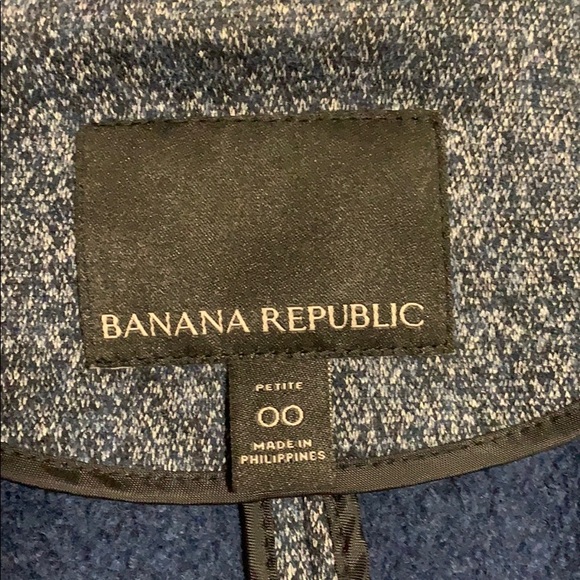 BANANA REPUBLIC
PETITE
00
MADE IN
PHILIPPINES